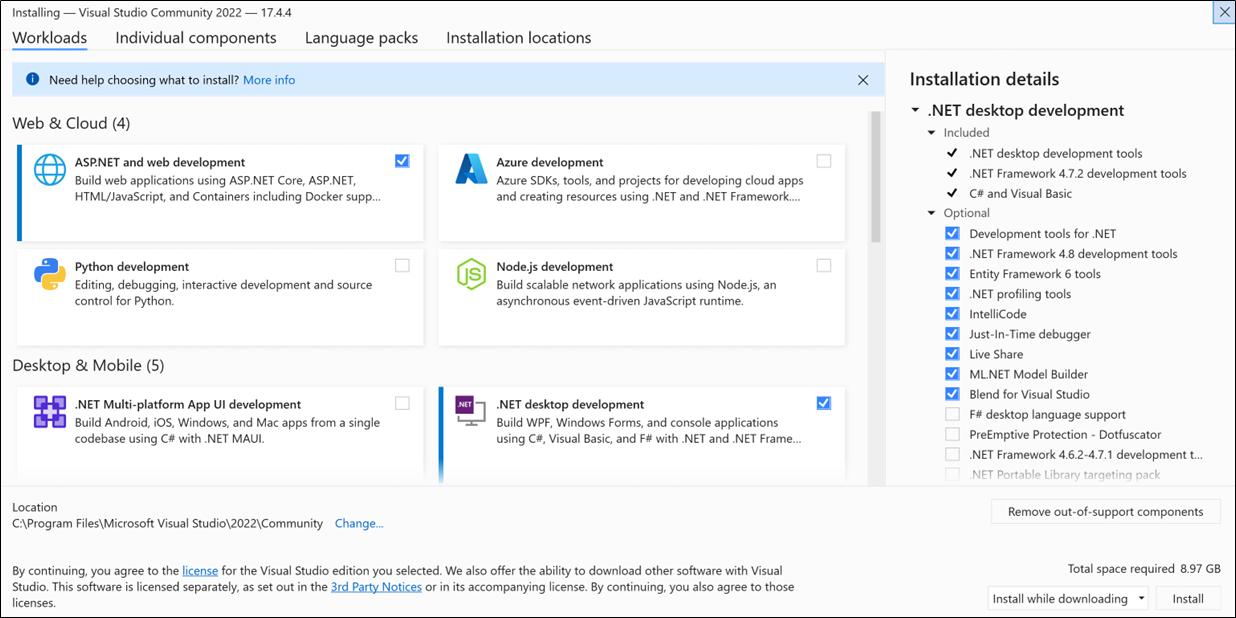 Installing — Visual Studio Community 2022 — 17.4.4
Workloads
Individual components
Language packs
Installation locations
Need help choosing what to install? More info
Web & Cloud (4)
ASP.NET and web development
Build web applications using ASP.NET Core, ASP.NET,
HTML/JavaScript, and Containers including Docker supp...
Azure development
Azure SDKs, tools, and projects for developing cloud apps
and creating resources using .NET and .NET Framework....
Python development
Editing, debugging, interactive development and source
control for Python.
JS
Node.js development
Build scalable network applications using Node.js, an
asynchronous event-driven JavaScript runtime.
Desktop & Mobile (5)
.NET Multi-platform App UI development
Build Android, iOS, Windows, and Mac apps from a single
codebase using C# with .NET MAUI.
.NET
.NET desktop development
Build WPF, Windows Forms, and console applications
using C#, Visual Basic, and F# with .NET and .NET Frame...
Installation details
.NET desktop development
Included
.NET desktop development tools
.NET Framework 4.7.2 development tools
C# and Visual Basic
Optional
Development tools for .NET
.NET Framework 4.8 development tools
Entity Framework 6 tools
.NET profiling tools
IntelliCode
Just-In-Time debugger
Live Share
ML.NET Model Builder
Blend for Visual Studio
F# desktop language support
PreEmptive Protection - Dotfuscator
.NET Framework 4.6.2-4.7.1 development t...
.NET Portable Library targeting pack
Location
C:\Program Files\Microsoft Visual Studio\2022\Community Change...
Remove out-of-support components
By continuing, you agree to the license for the Visual Studio edition you selected. We also offer the ability to download other software with Visual
Studio. This software is licensed separately, as set out in the 3rd Party Notices or in its accompanying license. By continuing, you also agree to those
licenses.
Total space required 8.97 GB
Install while downloading
Install